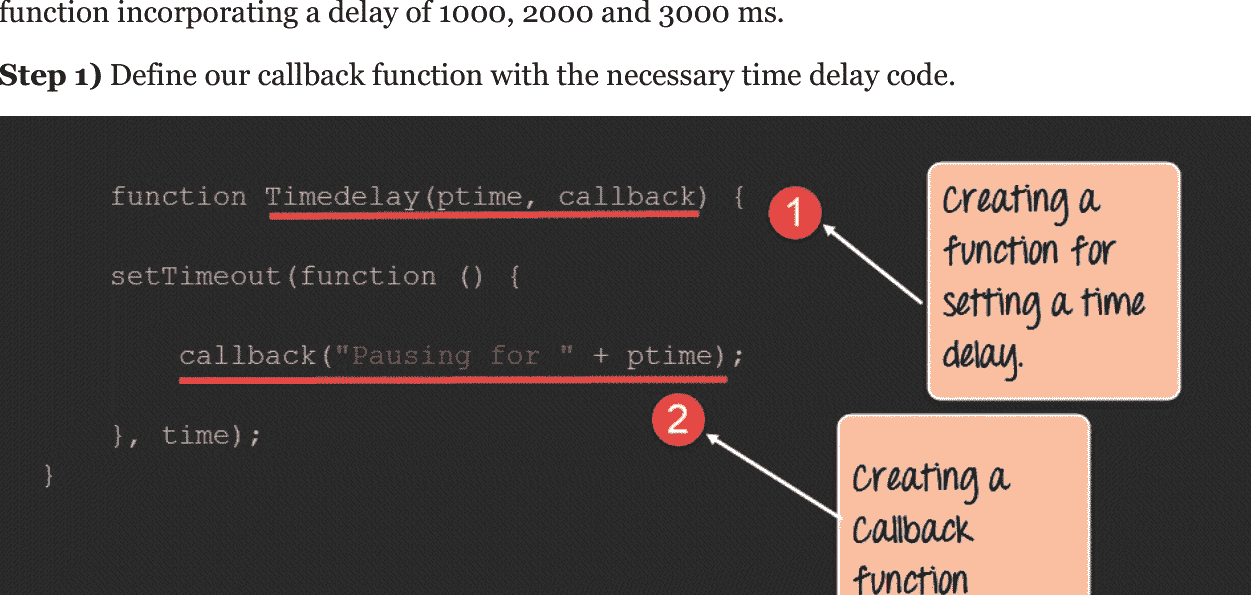 function incorporating a delay of 1000, 2000 and 3000 ms.
Step 1) Define our callback function with the necessary time delay code.
function Timedelay(ptime, callback) {
1
Creating a
function for
setting a time
delay.
setTimeout(function () {
callback("Pausing for " + ptime);
2
}, time);
}
Creating a
Callback
function